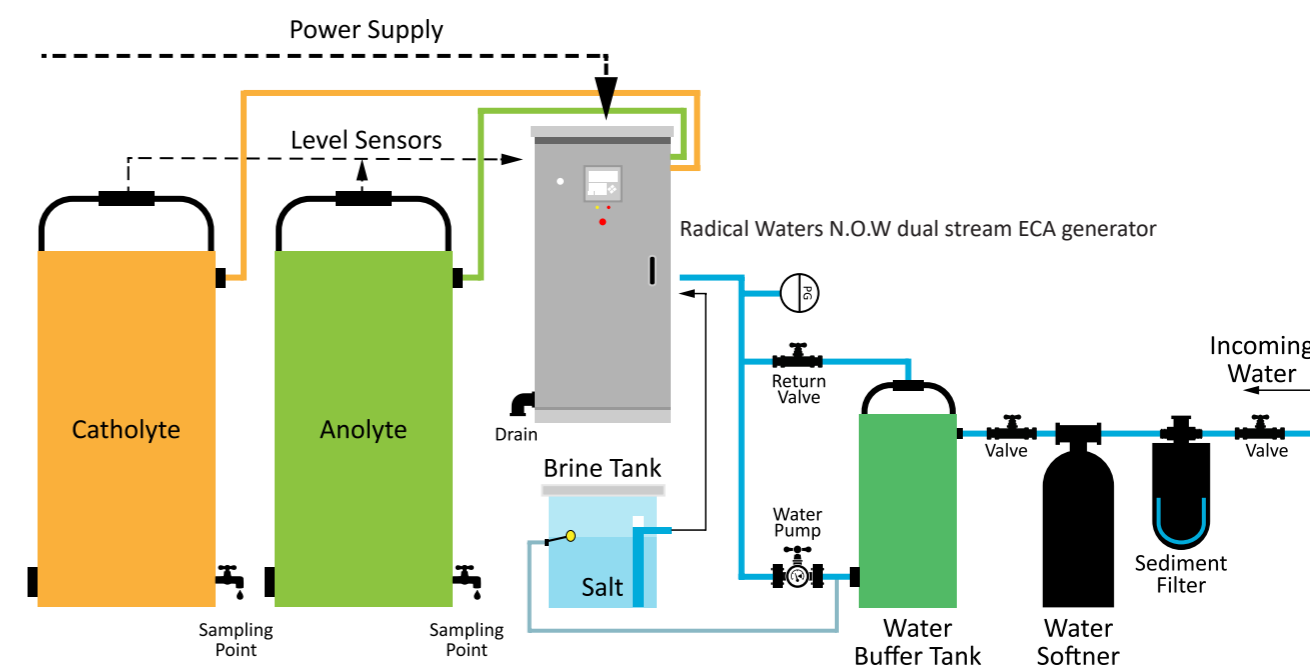 Power Supply
Level Sensors
Radical Waters N.O.W dual stream ECA generator
PG
Incoming
Water
Return
Valve
Catholyte
Anolyte
Drain
Valve
Valve
Brine Tank
Water
Pump
Sediment
Filter
Salt
Sampling
Point
Sampling
Point
Water
Buffer Tank
Water
Softner